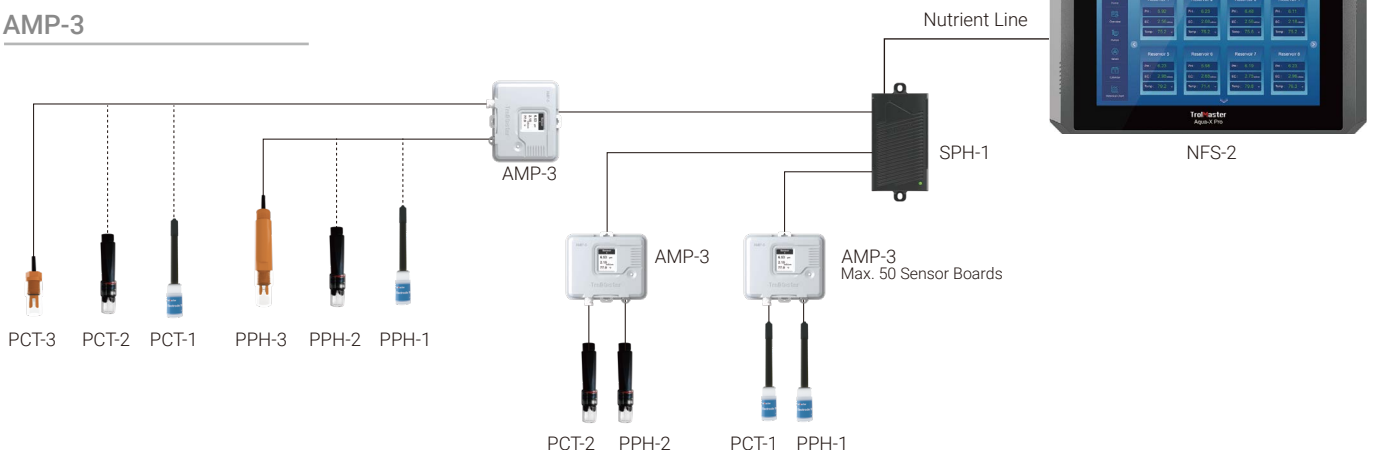 AMP-3
Nutrient Line
Reservoir 5
Reservoir 6
Reservoir 7
Reservoir 8
TrolMaster
Aqua-X Pro
NFS-2
SPH-1
AMP-3
AMP-3
AMP-3
Max. 50 Sensor Boards
PCT-3
PCT-2
PCT-1
PPH-3
PPH-2
PPH-1
PCT-2
PPH-2
PCT-1
PPH-1